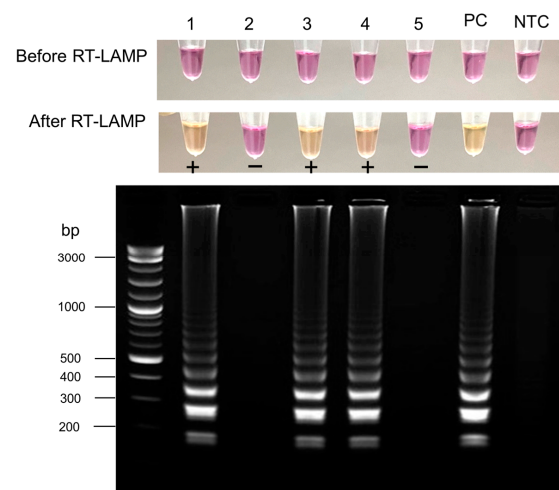 1 2 3 4 5 PC NTC
Before RT-LAMP
After RT-LAMP
+ − + + −
bp
3000
1000
500
400
300
200